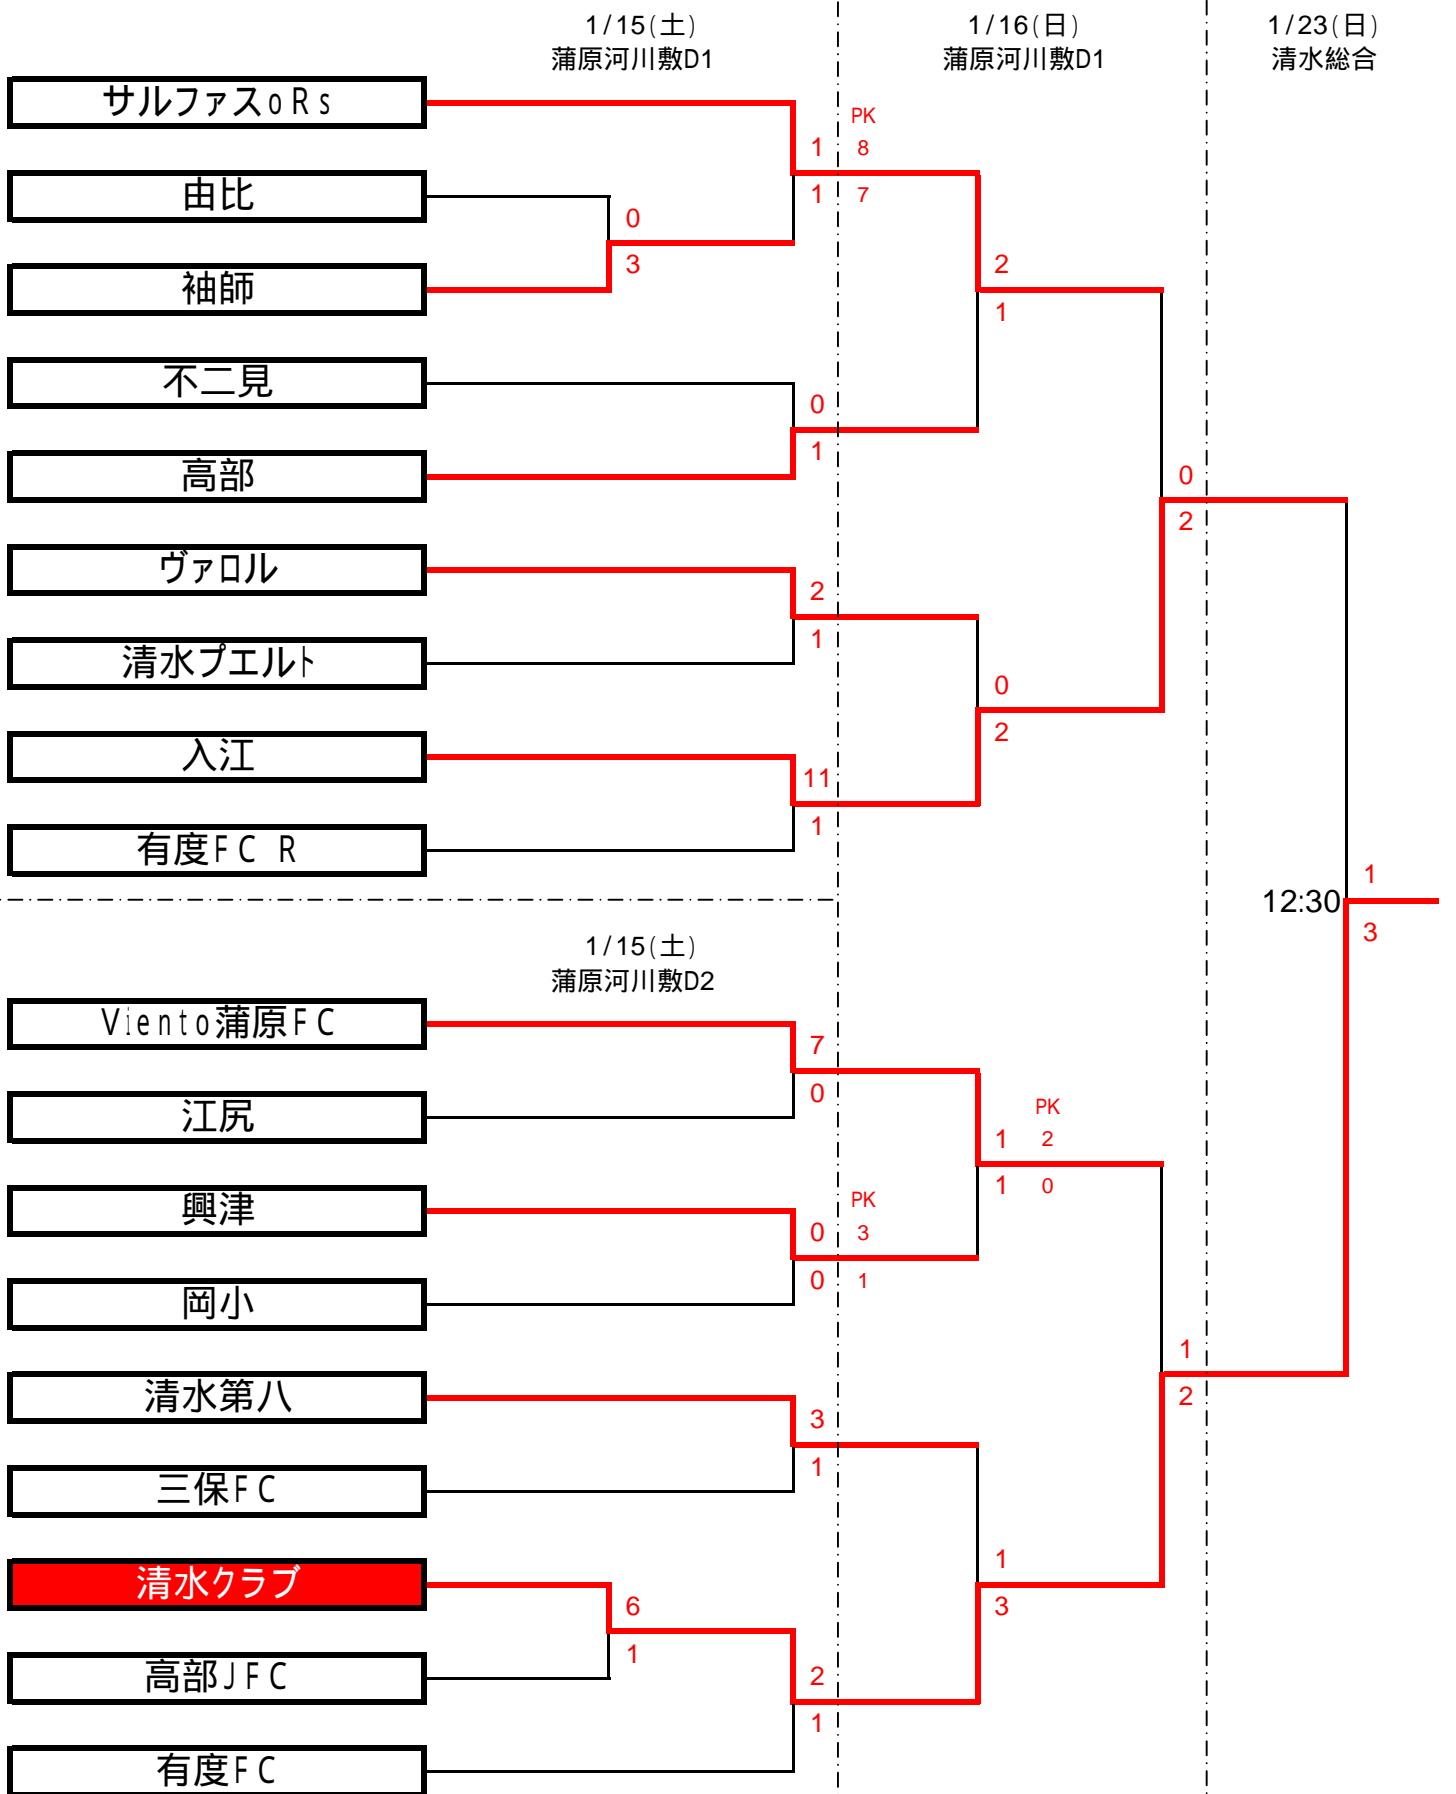 1/15(土)
蒲原河川敷D1
1/16(日)
蒲原河川敷D1
1/23(日)
清水総合
サルファスoRs
PK
1 8
1 7
由比
0
3
袖師
2
1
不二見
0
1
高部
0
2
ヴァロル
2
1
清水プエルト
0
2
入江
11
1
有度FC R
1
12:30
3
1/15(土)
蒲原河川敷D2
Viento蒲原FC
7
0
江尻
PK
1 2
1 0
興津
PK
0 3
0 1
岡小
1
2
清水第八
3
1
三保FC
1
3
清水クラブ
6
1
高部JFC
2
1
有度FC